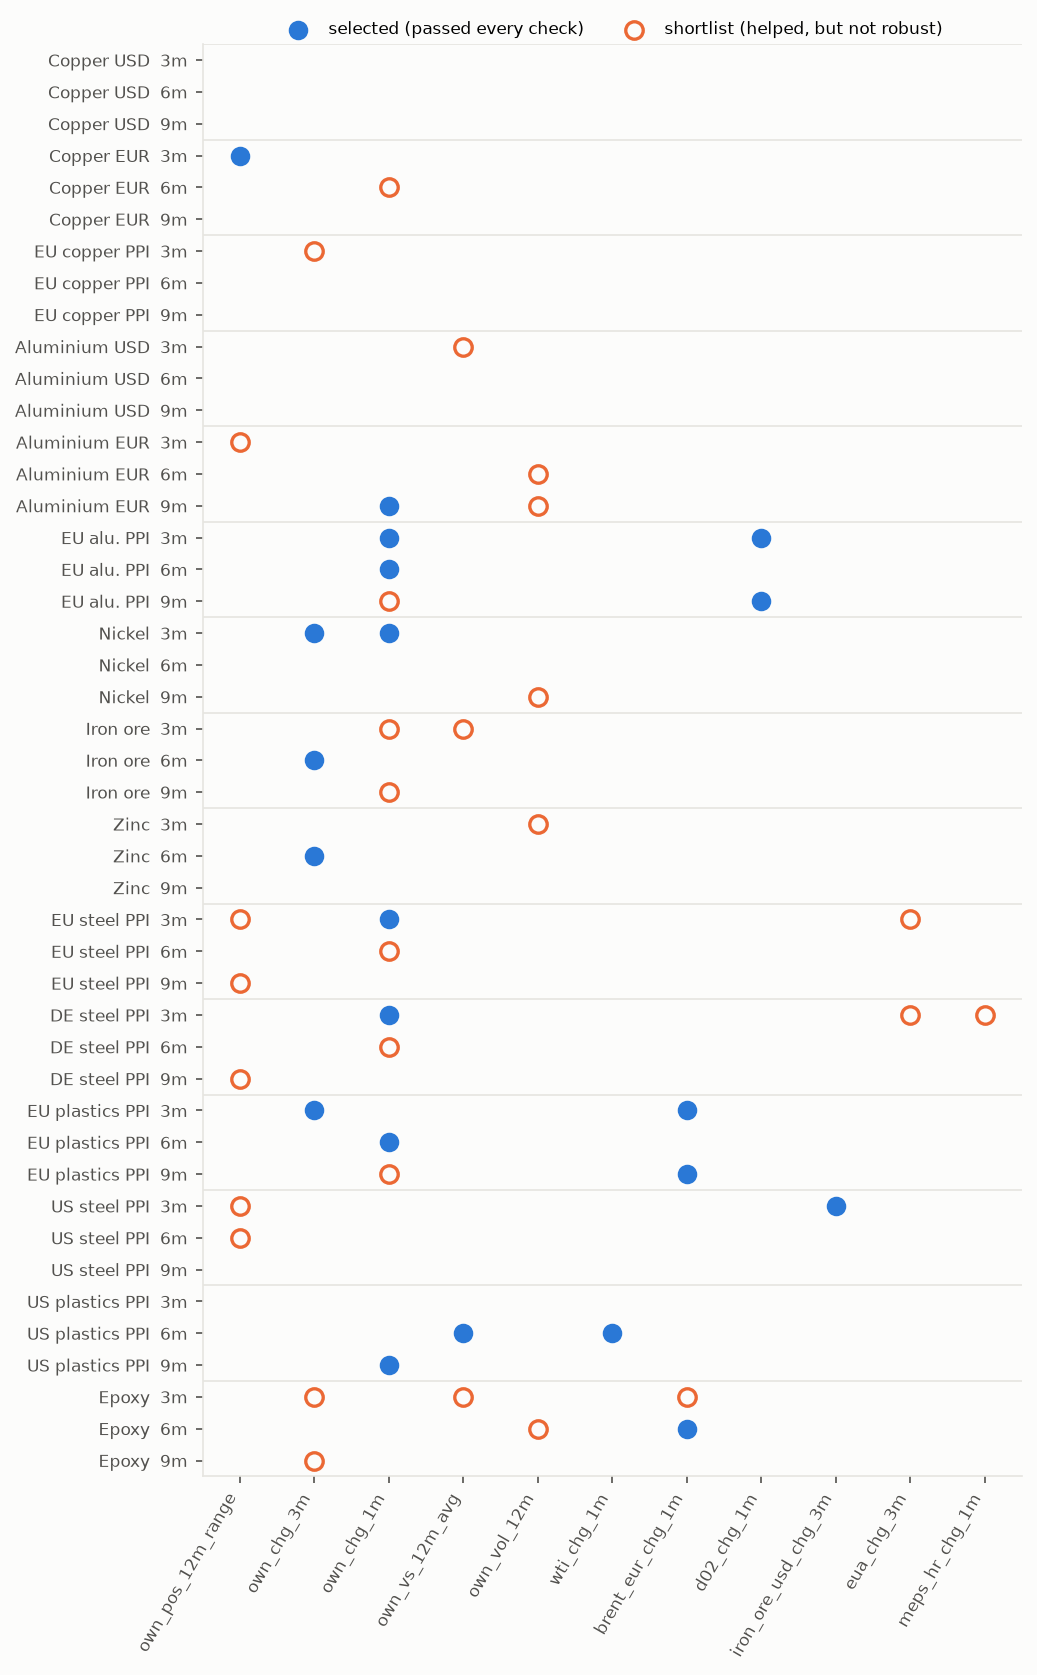 selected (passed every check)
shortlist (helped, but not robust)
Copper USD 3m
Copper USD 6m
Copper USD 9m
Copper EUR 3m
Copper EUR 6m
Copper EUR 9m
EU copper PPI 3m
EU copper PPI 6m
EU copper PPI 9m
Aluminium USD 3m
Aluminium USD 6m
Aluminium USD 9m
Aluminium EUR 3m
Aluminium EUR 6m
Aluminium EUR 9m
EU alu. PPI 3m
EU alu. PPI 6m
EU alu. PPI 9m
Nickel 3m
Nickel 6m
Nickel 9m
Iron ore 3m
Iron ore 6m
Iron ore 9m
Zinc 3m
Zinc 6m
Zinc 9m
EU steel PPI 3m
EU steel PPI 6m
EU steel PPI 9m
DE steel PPI 3m
DE steel PPI 6m
DE steel PPI 9m
EU plastics PPI 3m
EU plastics PPI 6m
EU plastics PPI 9m
US steel PPI 3m
US steel PPI 6m
US steel PPI 9m
US plastics PPI 3m
US plastics PPI 6m
US plastics PPI 9m
Epoxy 3m
Epoxy 6m
Epoxy 9m
own_pos_12m_range
own_chg_3m
own_chg_1m
own_vs_12m_avg
own_vol_12m
wti_chg_1m
brent_eur_chg_1m
d02_chg_1m
iron_ore_usd_chg_3m
eua_chg_3m
meps_hr_chg_1m